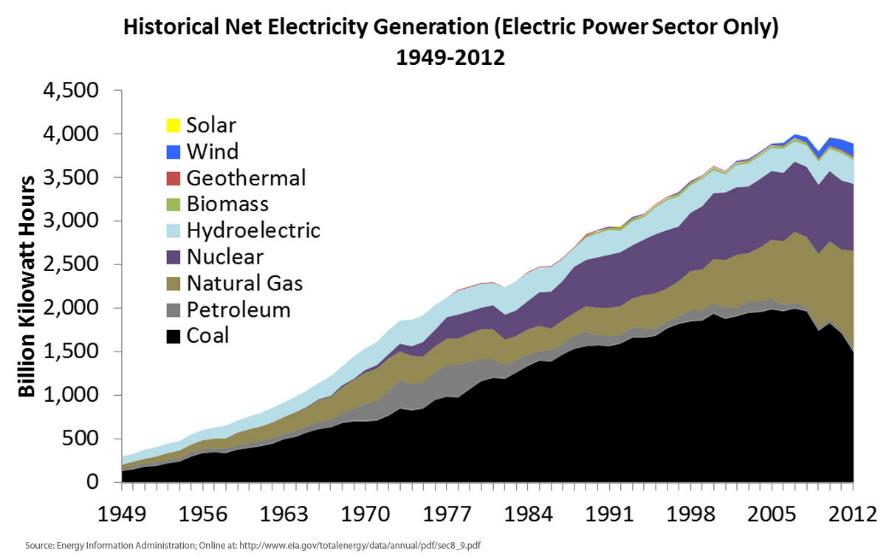 Historical Net Electricity Generation (Electric Power Sector Only)
1949-2012
Billion Kilowatt Hours
4,500
4,000
3,500
3,000
2,500
2,000
1,500
1,000
500
0
Solar
Wind
Geothermal
Biomass
Hydroelectric
Nuclear
Natural Gas
Petroleum
Coal
1949 1956 1963 1970 1977 1984 1991 1998 2005 2012
Source: Energy Information Administration; Online at: http://www.eia.gov/totalenergy/data/annual/pdf/sec8_9.pdf